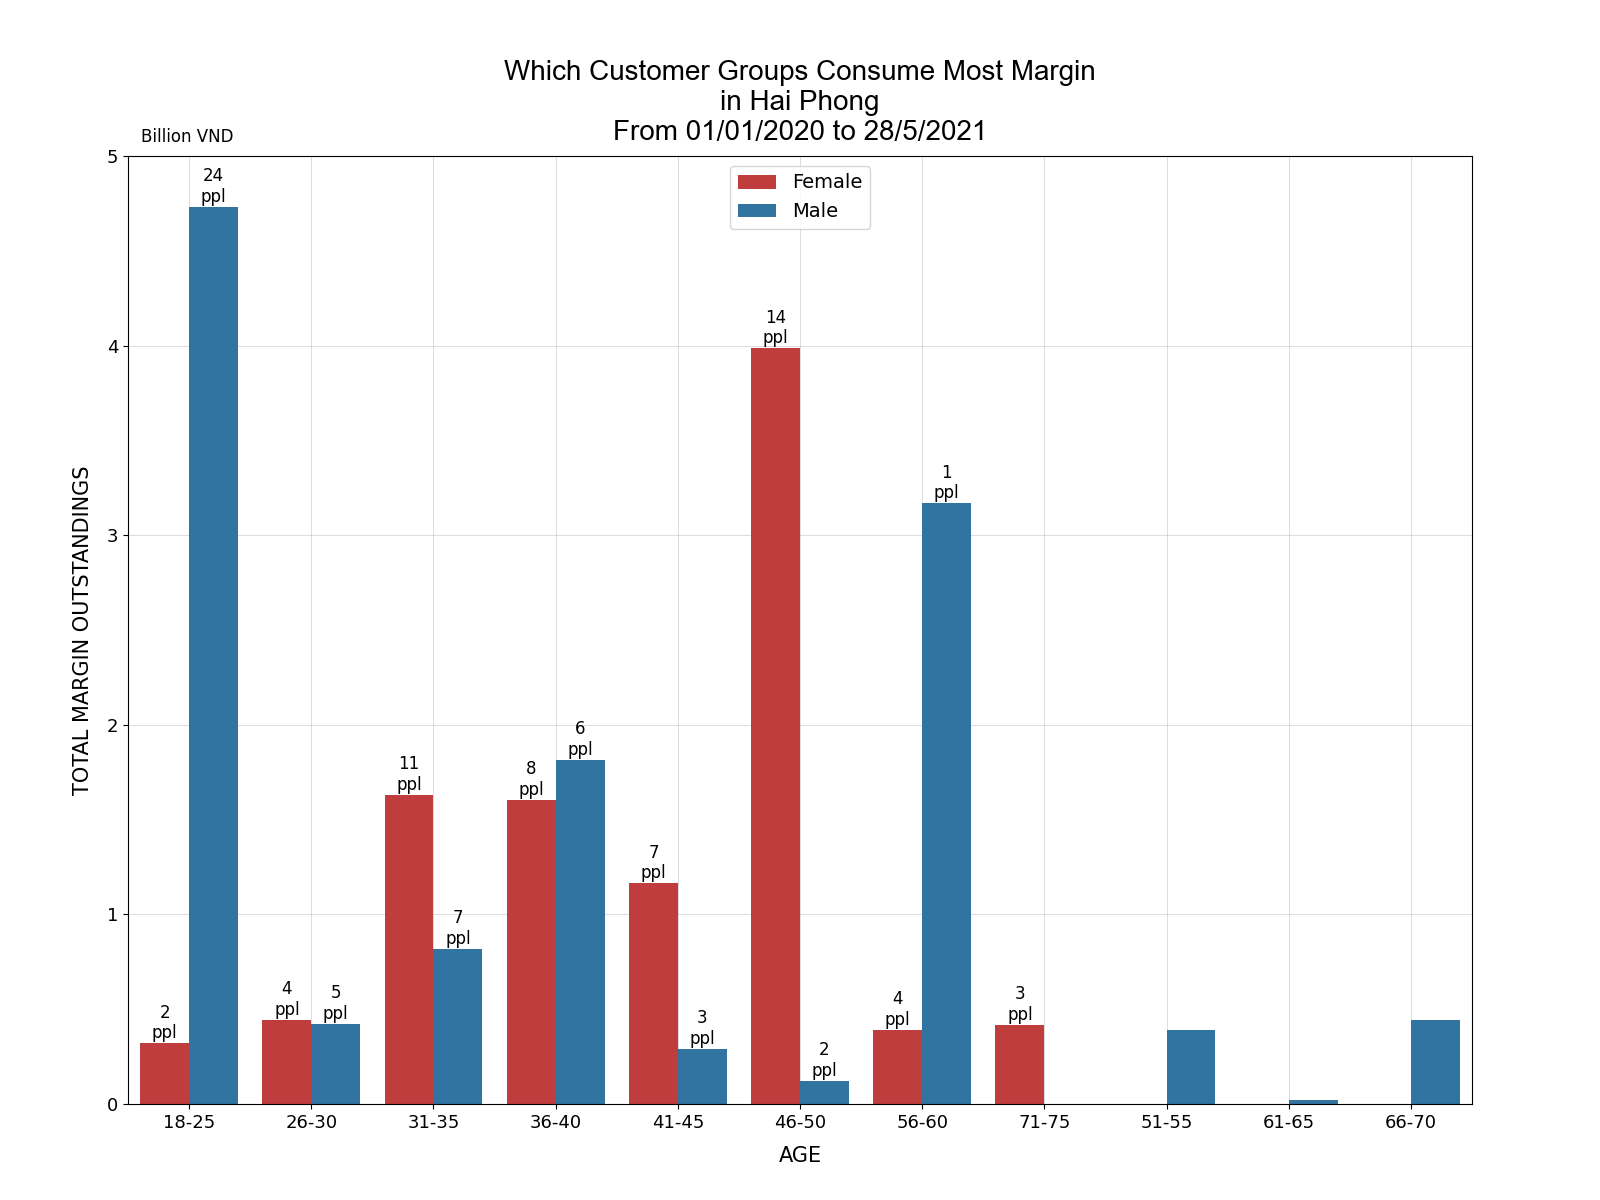 Which Customer Groups Consume Most Margin
in Hai Phong
From 01/01/2020 to 28/5/2021
Billion VND
TOTAL MARGIN OUTSTANDINGS
5
4
3
2
1
0
Female
Male
2
ppl
24
ppl
4
ppl
5
ppl
11
ppl
7
ppl
8
ppl
6
ppl
7
ppl
3
ppl
14
ppl
2
ppl
4
ppl
1
ppl
3
ppl
18-25 26-30 31-35 36-40 41-45 46-50 56-60 71-75 51-55 61-65 66-70
AGE